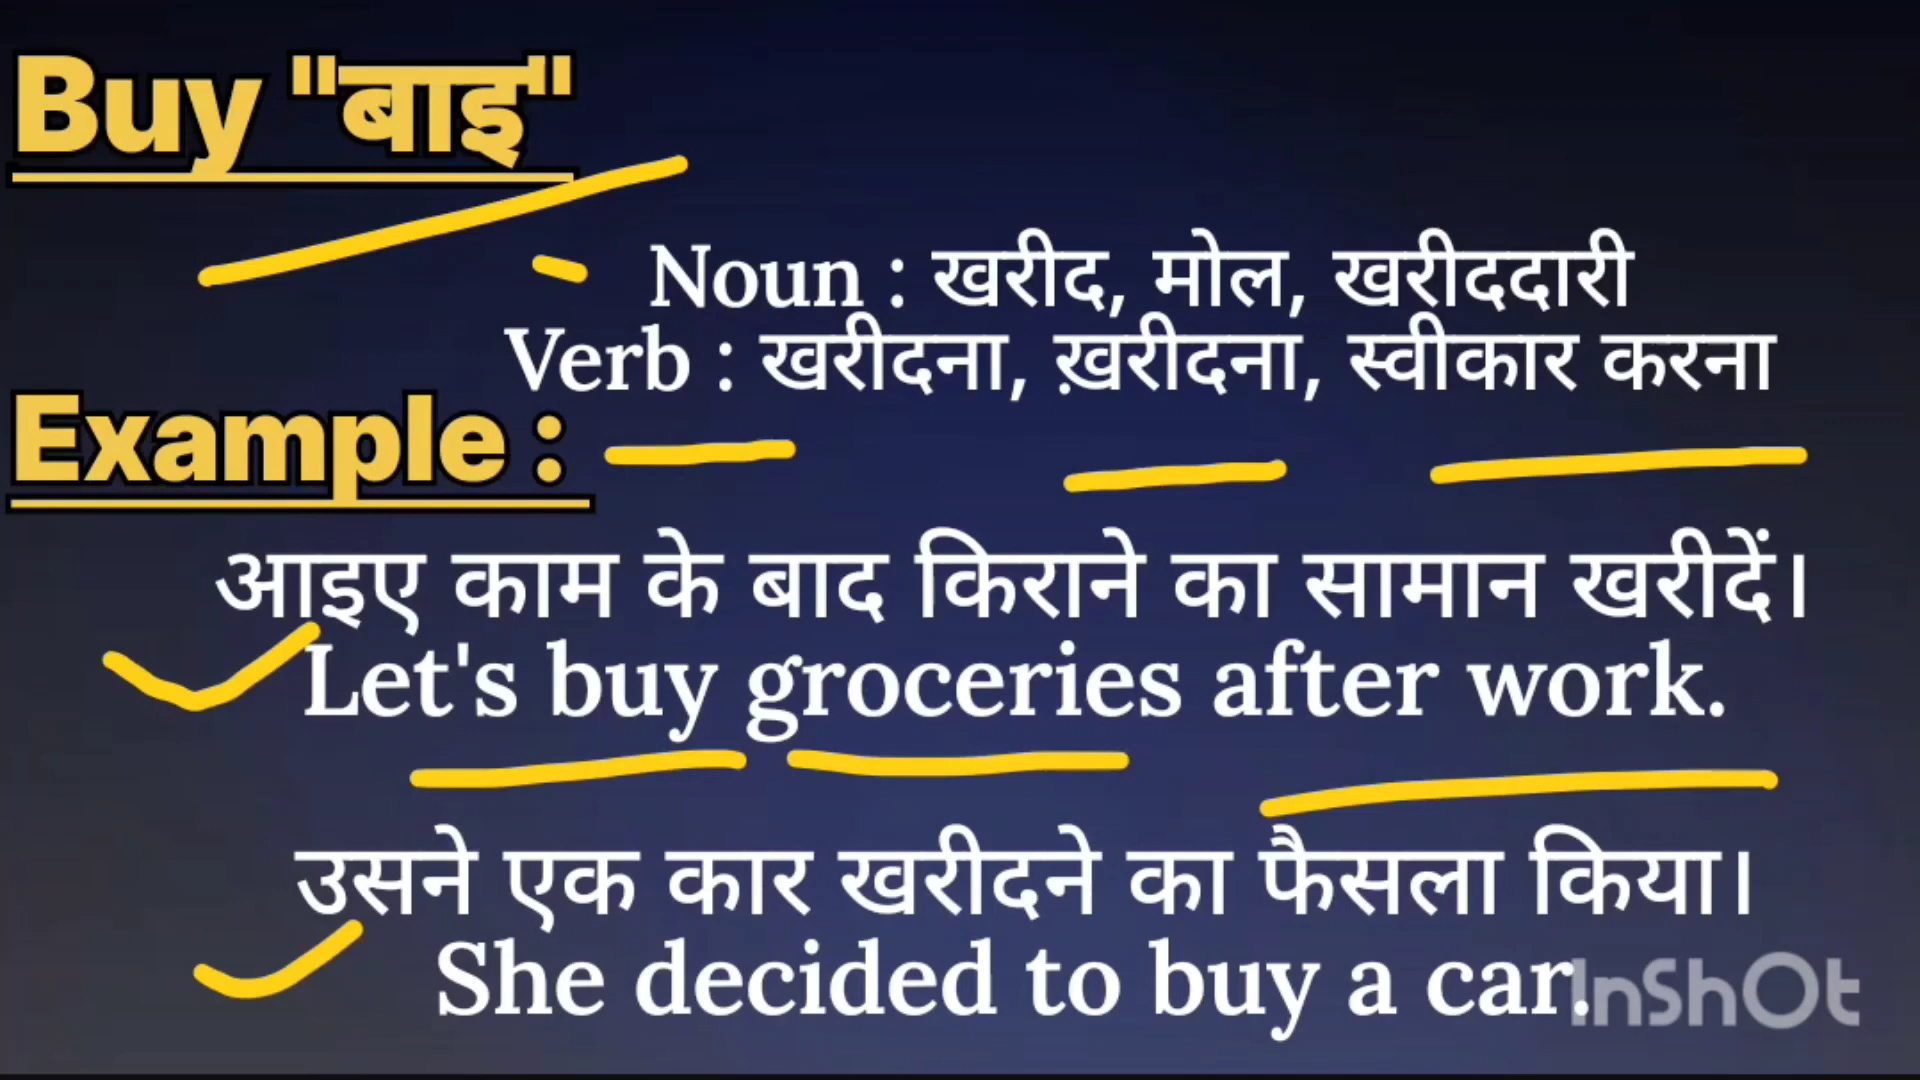 Buy "बाइ"
Noun : खरीद, मोल, खरीददारी
Verb : खरीदना, ख़रीदना, स्वीकार करना
Example :
आइए काम के बाद किराने का सामान खरीदें।
Let's buy groceries after work.
उसने एक कार खरीदने का फैसला किया।
She decided to buy a car.
InShOt